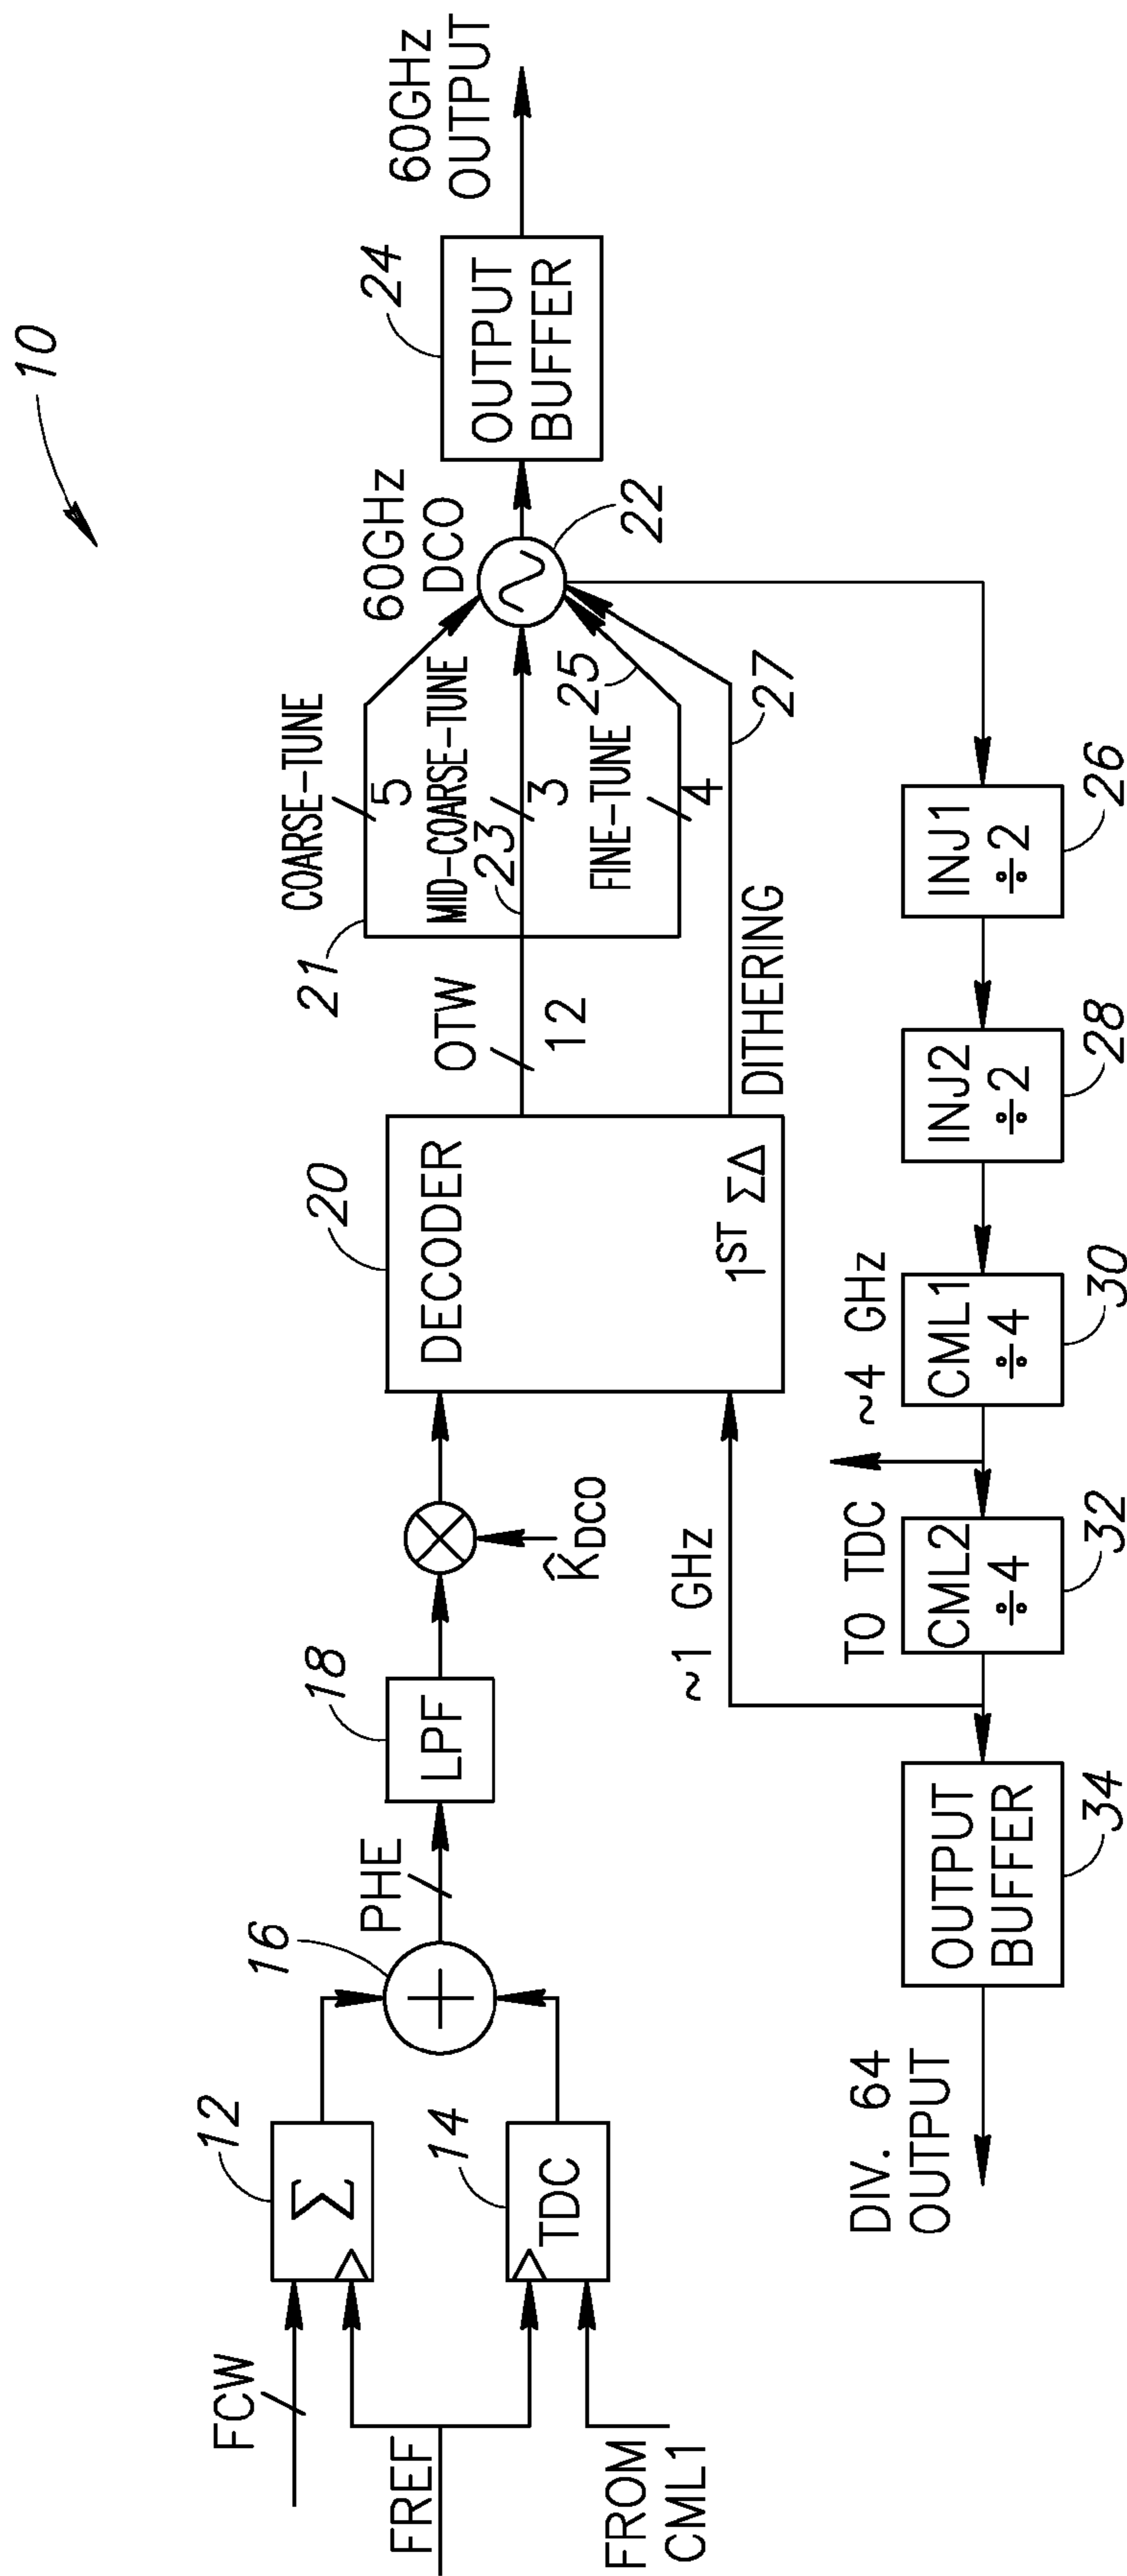 10
FCW
FREF
FROM
CML1
12
Σ
14
TDC
16
PHE
18
LPF
K̂DCO
20
DECODER
1ST ΣΔ
~1 GHz
OTW
12
DITHERING
21
COARSE-TUNE
5
MID-COARSE-TUNE
23
3
FINE-TUNE
4
25
27
60GHz
DCO
22
24
OUTPUT
BUFFER
60GHz
OUTPUT
INJ1
÷2
26
INJ2
÷2
28
CML1
÷4
30
TO TDC
~4 GHz
CML2
÷4
32
OUTPUT
BUFFER
34
DIV. 64
OUTPUT